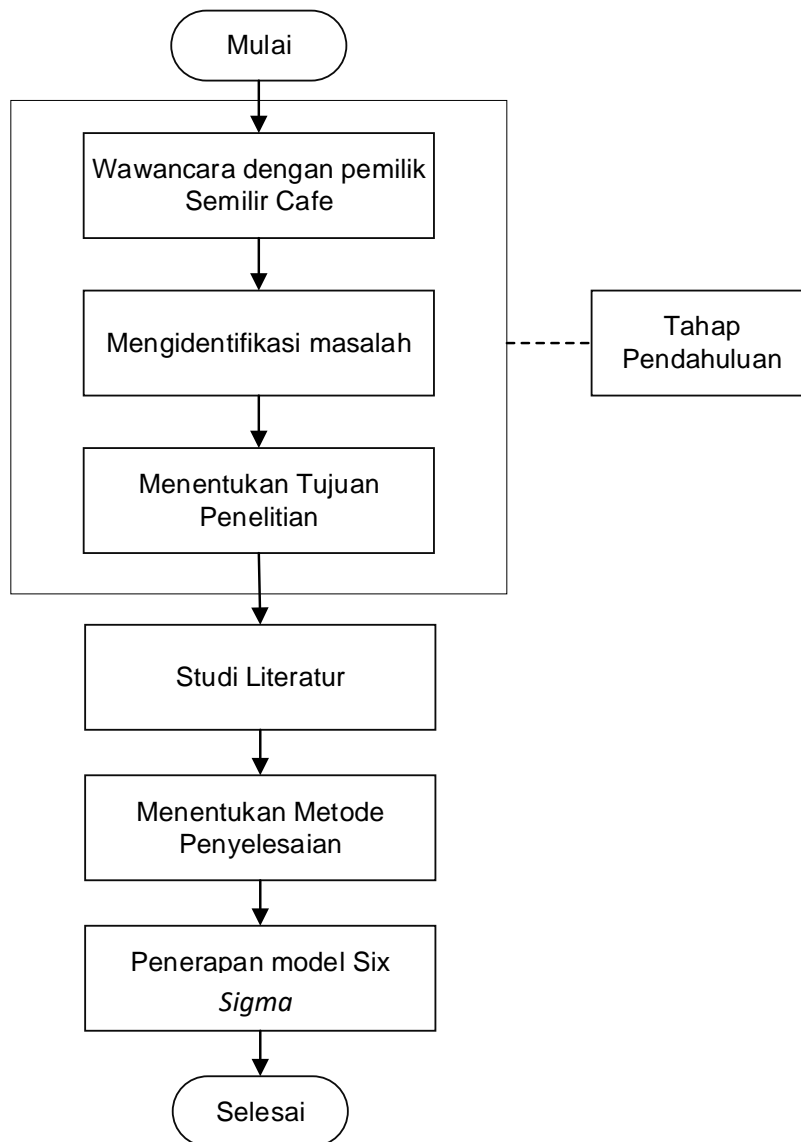 Mulai
Wawancara dengan pemilik
Semilir Cafe
Mengidentifikasi masalah
Tahap
Pendahuluan
Menentukan Tujuan
Penelitian
Studi Literatur
Menentukan Metode
Penyelesaian
Penerapan model Six
Sigma
Selesai